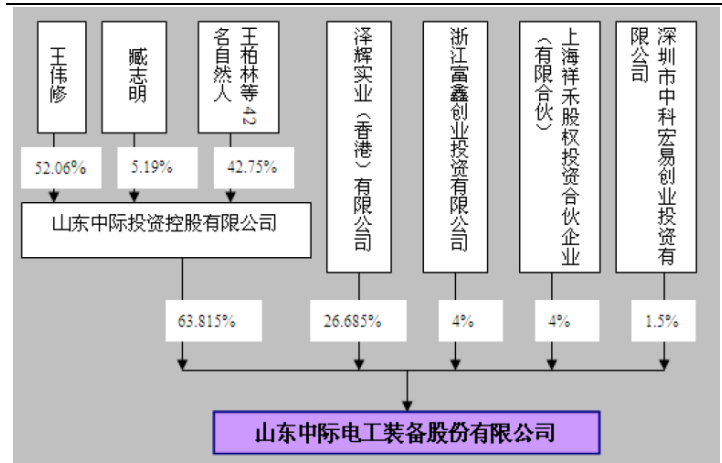 王伟修
臧志明
王柏林等42
名自然人
泽辉实业（香港）有限公司
浙江富鑫创业投资有限公司
上海祥禾股权投资合伙企业
（有限合伙）
深圳市中科宏易创业投资有
限公司
52.06%
5.19%
42.75%
山东中际投资控股有限公司
63.815%
26.685%
4%
4%
1.5%
山东中际电工装备股份有限公司